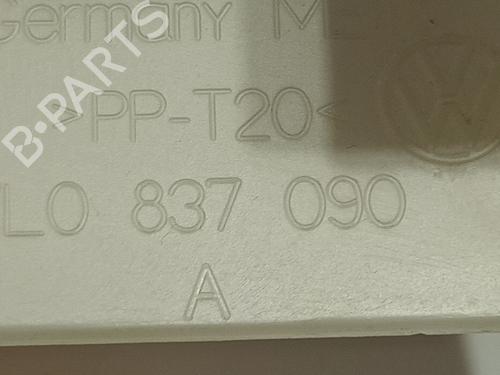 Germany
B-PARTS
>PP-T20<
L0 837 090
A